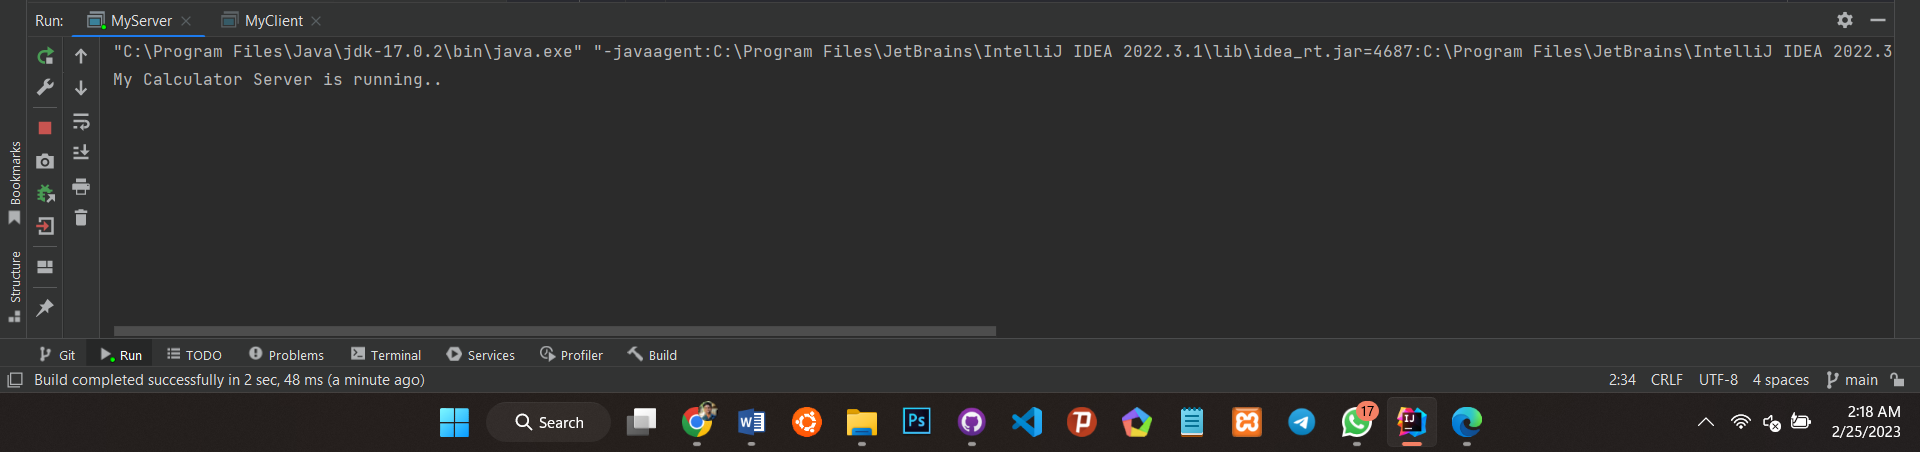 Run: MyServer MyClient
"C:\Program Files\Java\jdk-17.0.2\bin\java.exe" "-javaagent:C:\Program Files\JetBrains\IntelliJ IDEA 2022.3.1\lib\idea_rt.jar=4687:C:\Program Files\JetBrains\IntelliJ IDEA 2022.3
My Calculator Server is running..
Bookmarks
Structure
Git Run TODO Problems Terminal Services Profiler Build
Build completed successfully in 2 sec, 48 ms (a minute ago) 2:34 CRLF UTF-8 4 spaces main
Search Ps 17 IJ 2:18 AM
2/25/2023